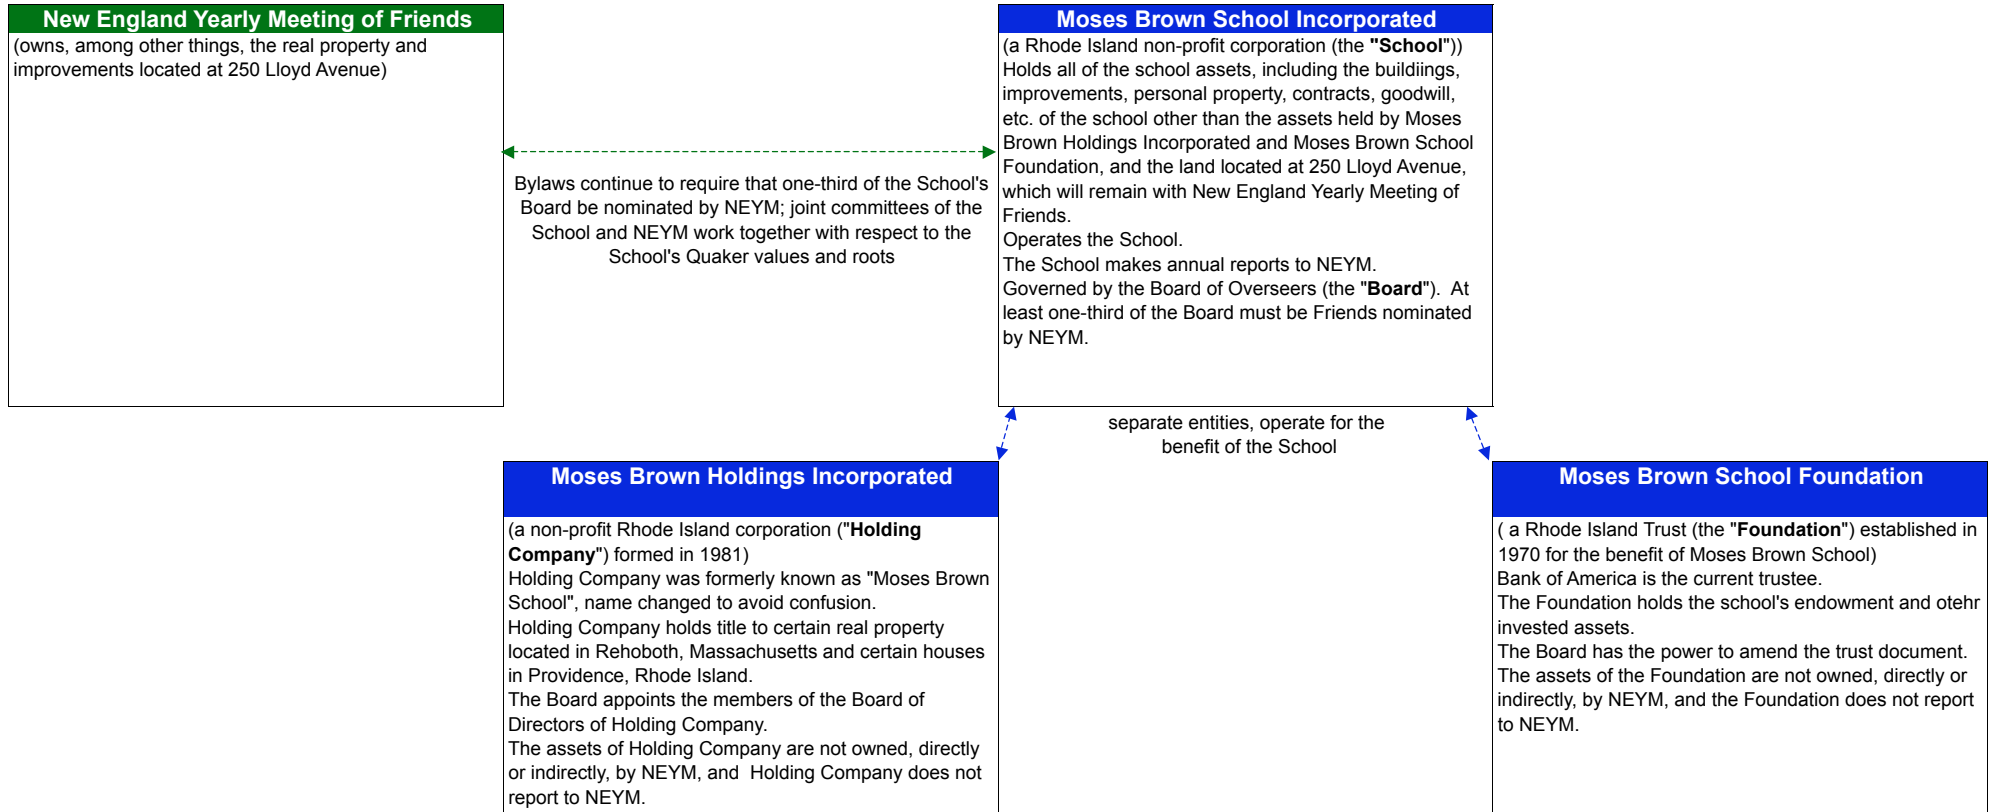 New England Yearly Meeting of Friends
(owns, among other things, the real property and
improvements located at 250 Lloyd Avenue)
Bylaws continue to require that one-third of the School's
Board be nominated by NEYM; joint committees of the
School and NEYM work together with respect to the
School's Quaker values and roots
Moses Brown School Incorporated
(a Rhode Island non-profit corporation (the "School"))
Holds all of the school assets, including the buildiings,
improvements, personal property, contracts, goodwill,
etc. of the school other than the assets held by Moses
Brown Holdings Incorporated and Moses Brown School
Foundation, and the land located at 250 Lloyd Avenue,
which will remain with New England Yearly Meeting of
Friends.
Operates the School.
The School makes annual reports to NEYM.
Governed by the Board of Overseers (the "Board").  At
least one-third of the Board must be Friends nominated
by NEYM.
separate entities, operate for the
benefit of the School
Moses Brown Holdings Incorporated
(a non-profit Rhode Island corporation ("Holding
Company") formed in 1981)
Holding Company was formerly known as "Moses Brown
School", name changed to avoid confusion.
Holding Company holds title to certain real property
located in Rehoboth, Massachusetts and certain houses
in Providence, Rhode Island.
The Board appoints the members of the Board of
Directors of Holding Company.
The assets of Holding Company are not owned, directly
or indirectly, by NEYM, and  Holding Company does not
report to NEYM.
Moses Brown School Foundation
( a Rhode Island Trust (the "Foundation") established in
1970 for the benefit of Moses Brown School)
Bank of America is the current trustee.
The Foundation holds the school's endowment and otehr
invested assets.
The Board has the power to amend the trust document.
The assets of the Foundation are not owned, directly or
indirectly, by NEYM, and the Foundation does not report
to NEYM.